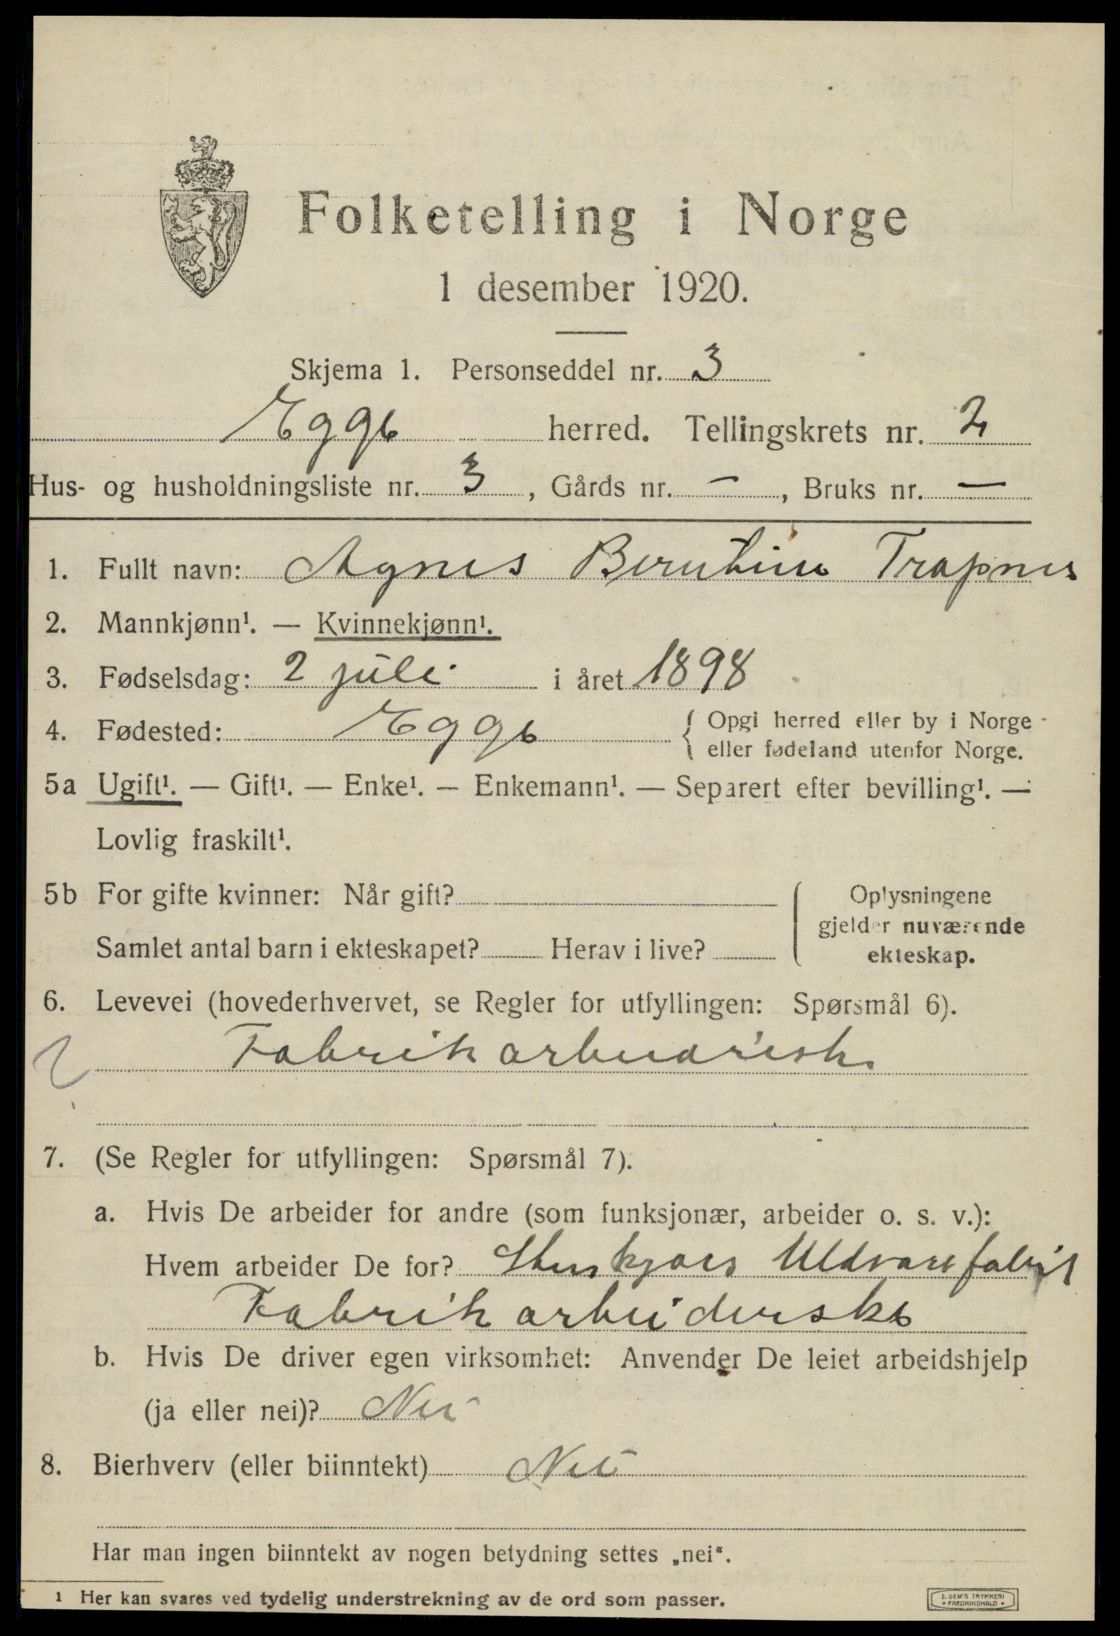 Folketelling i Norge
1 desember 1920.
Skjema 1. Personseddel nr. 3
Egge herred. Tellingskrets nr. 2
Hus- og husholdningsliste nr. 3, Gårds nr. —, Bruks nr. —
1. Fullt navn: Agnes Berntine Trapnes
2. Mannkjønn¹. — Kvinnekjønn¹.
3. Fødselsdag: 2 juli i året 1898
4. Fødested: Egge { Opgi herred eller by i Norge
eller fødeland utenfor Norge.
5a Ugift¹. — Gift¹. — Enke¹. — Enkemann¹. — Separert efter bevilling¹. —
Lovlig fraskilt¹.
5b For gifte kvinner: Når gift?
Samlet antal barn i ekteskapet? Herav i live?
Oplysningene
gjelder nuværende
ekteskap.
6. Levevei (hovederhvervet, se Regler for utfyllingen: Spørsmål 6).
Fabrikarbeiderske
7. (Se Regler for utfyllingen: Spørsmål 7).
a. Hvis De arbeider for andre (som funksjonær, arbeider o. s. v.):
Hvem arbeider De for? Stenkjærs Uldvarefabrik
Fabrikarbeiderske
b. Hvis De driver egen virksomhet: Anvender De leiet arbeidshjelp
(ja eller nei)? Nei
8. Bierhverv (eller biinntekt) Nei
Har man ingen biinntekt av nogen betydning settes „nei“.
¹ Her kan svares ved tydelig understrekning av de ord som passer.
E. SEM'S TRYKKERI
• FREDRIKSHALD •